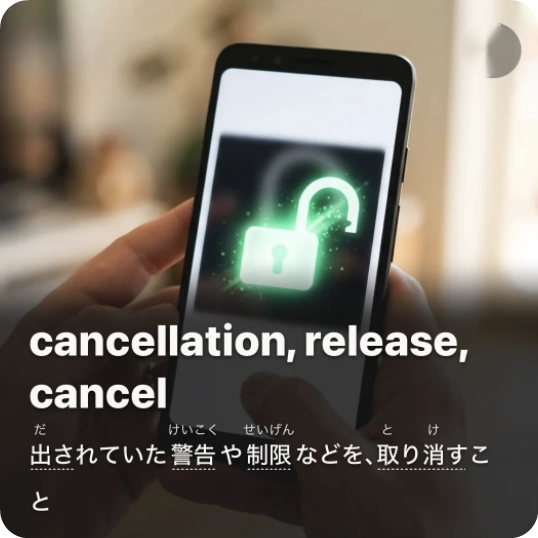 cancellation, release,
cancel
だ けいこく せいげん と け
出されていた警告や制限などを、取り消すこ
と